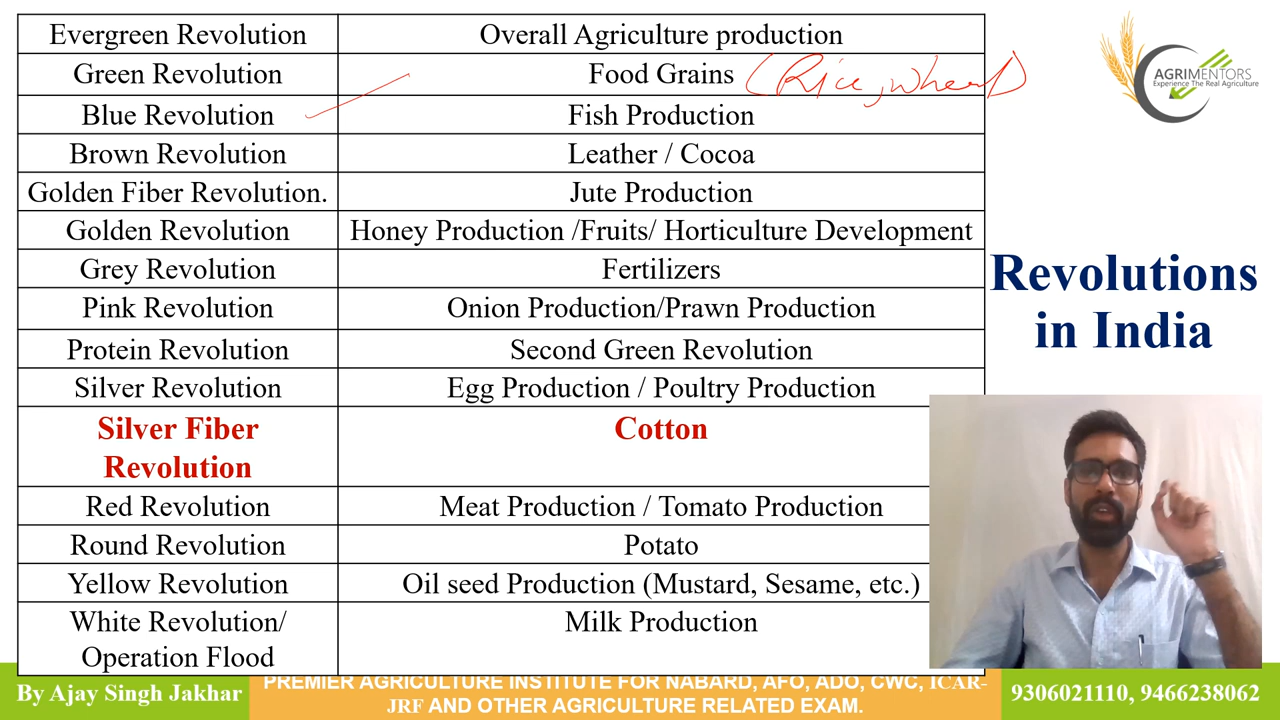 Evergreen Revolution Overall Agriculture production
Green Revolution Food Grains (Rice, wheat)
Blue Revolution Fish Production
Brown Revolution Leather / Cocoa
Golden Fiber Revolution. Jute Production
Golden Revolution Honey Production /Fruits/ Horticulture Development
Grey Revolution Fertilizers
Pink Revolution Onion Production/Prawn Production
Protein Revolution Second Green Revolution
Silver Revolution Egg Production / Poultry Production
Silver Fiber Cotton
Revolution
Red Revolution Meat Production / Tomato Production
Round Revolution Potato
Yellow Revolution Oil seed Production (Mustard, Sesame, etc.)
White Revolution/ Milk Production
Operation Flood
AGRIMENTORS
Experience The Real Agriculture
Revolutions
in India
By Ajay Singh Jakhar
PREMIER AGRICULTURE INSTITUTE FOR NABARD, AFO, ADO, CWC, ICAR-
JRF AND OTHER AGRICULTURE RELATED EXAM.
9306021110, 9466238062